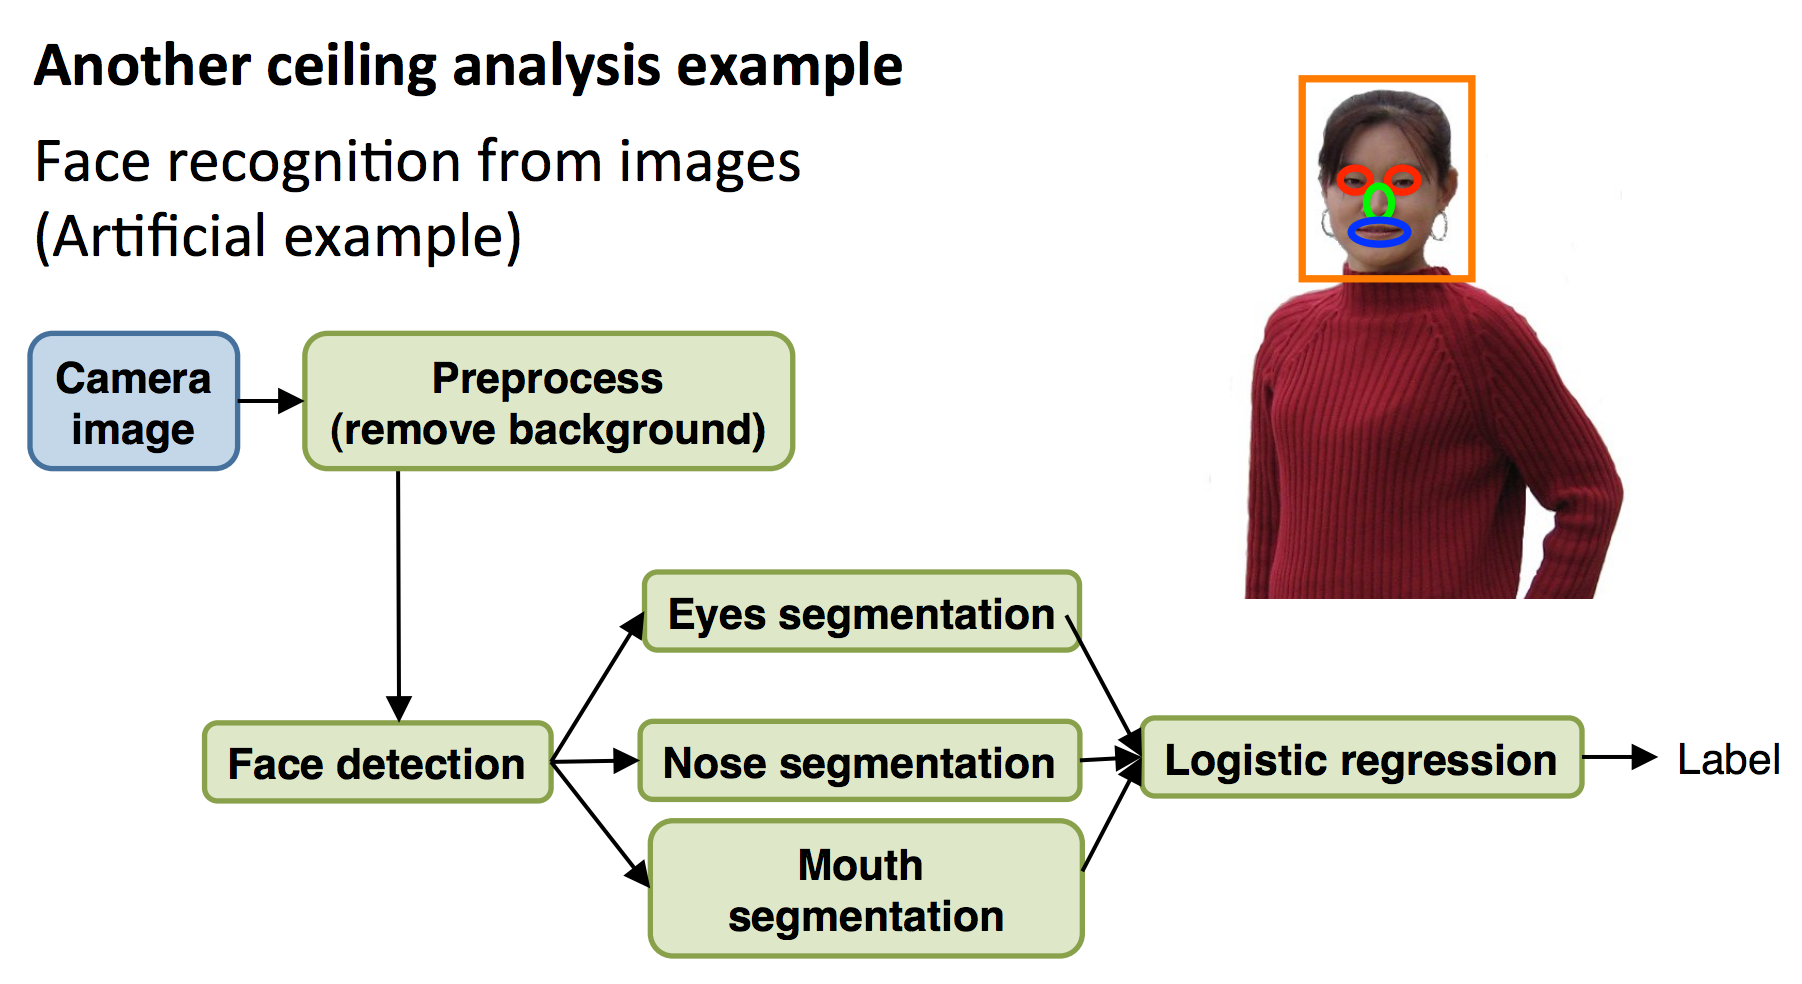 Another ceiling analysis example
Face recognition from images
(Artificial example)
Camera
image
Preprocess
(remove background)
Eyes segmentation
Face detection
Nose segmentation
Logistic regression
Label
Mouth
segmentation